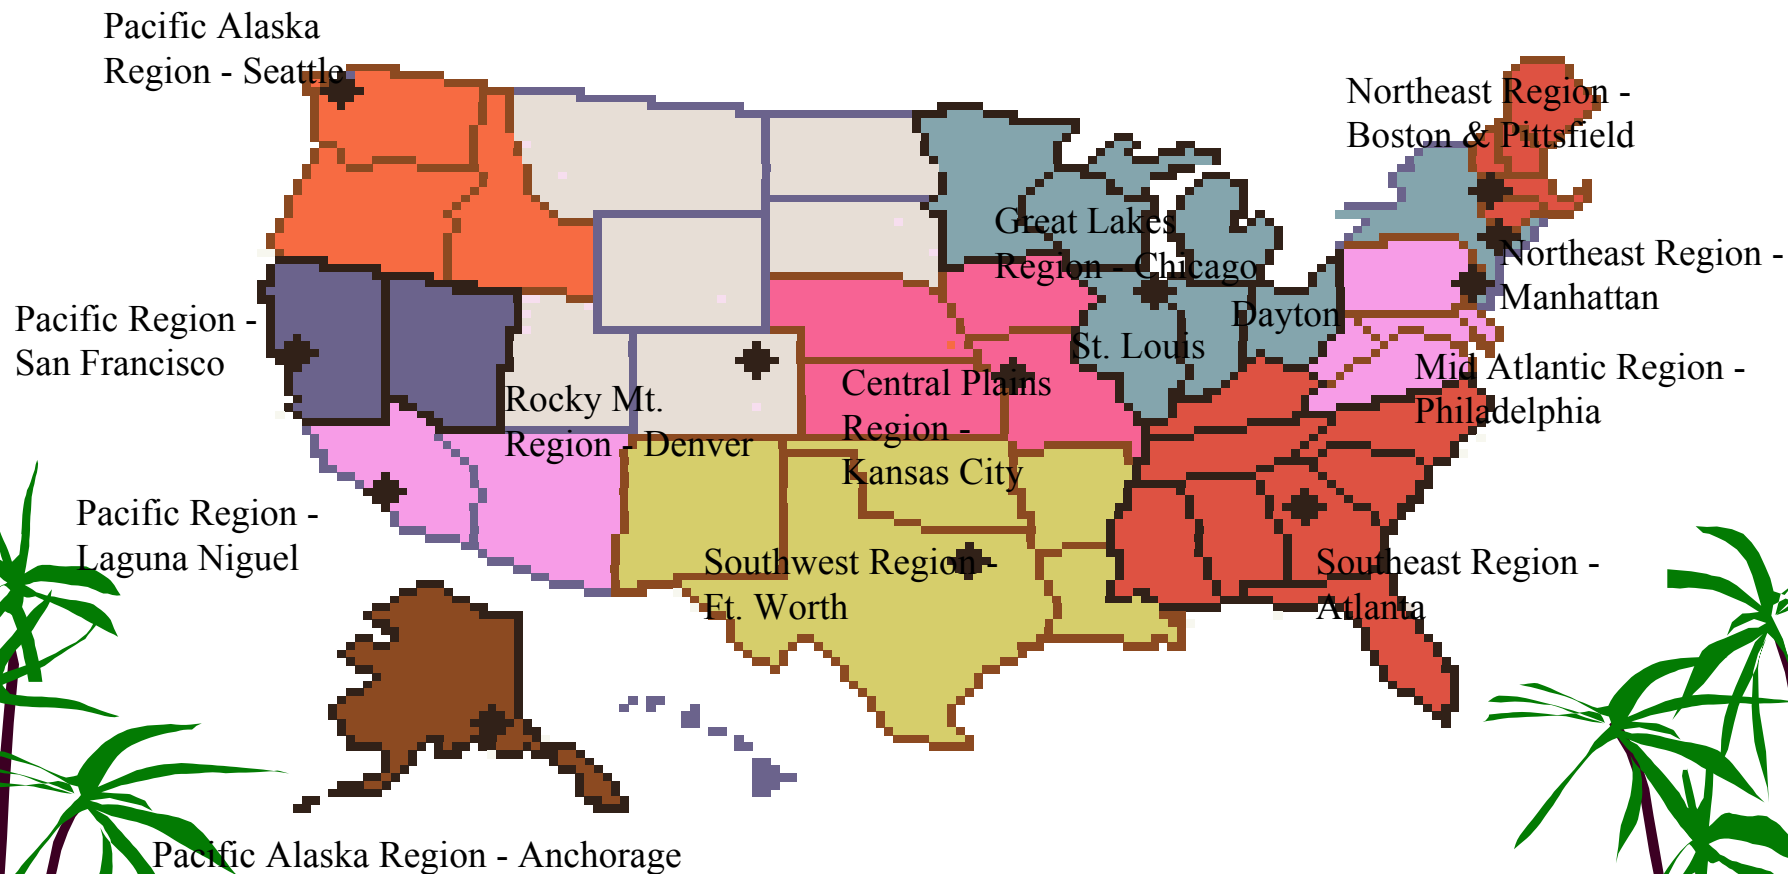 Pacific Alaska
Region - Seattle
Northeast Region -
Boston & Pittsfield
Great Lakes
Region - Chicago
Northeast Region -
Manhattan
Dayton
Pacific Region -
San Francisco
St. Louis
Mid Atlantic Region -
Philadelphia
Central Plains
Region -
Kansas City
Rocky Mt.
Region - Denver
Pacific Region -
Laguna Niguel
Southwest Region -
Ft. Worth
Southeast Region -
Atlanta
Pacific Alaska Region - Anchorage